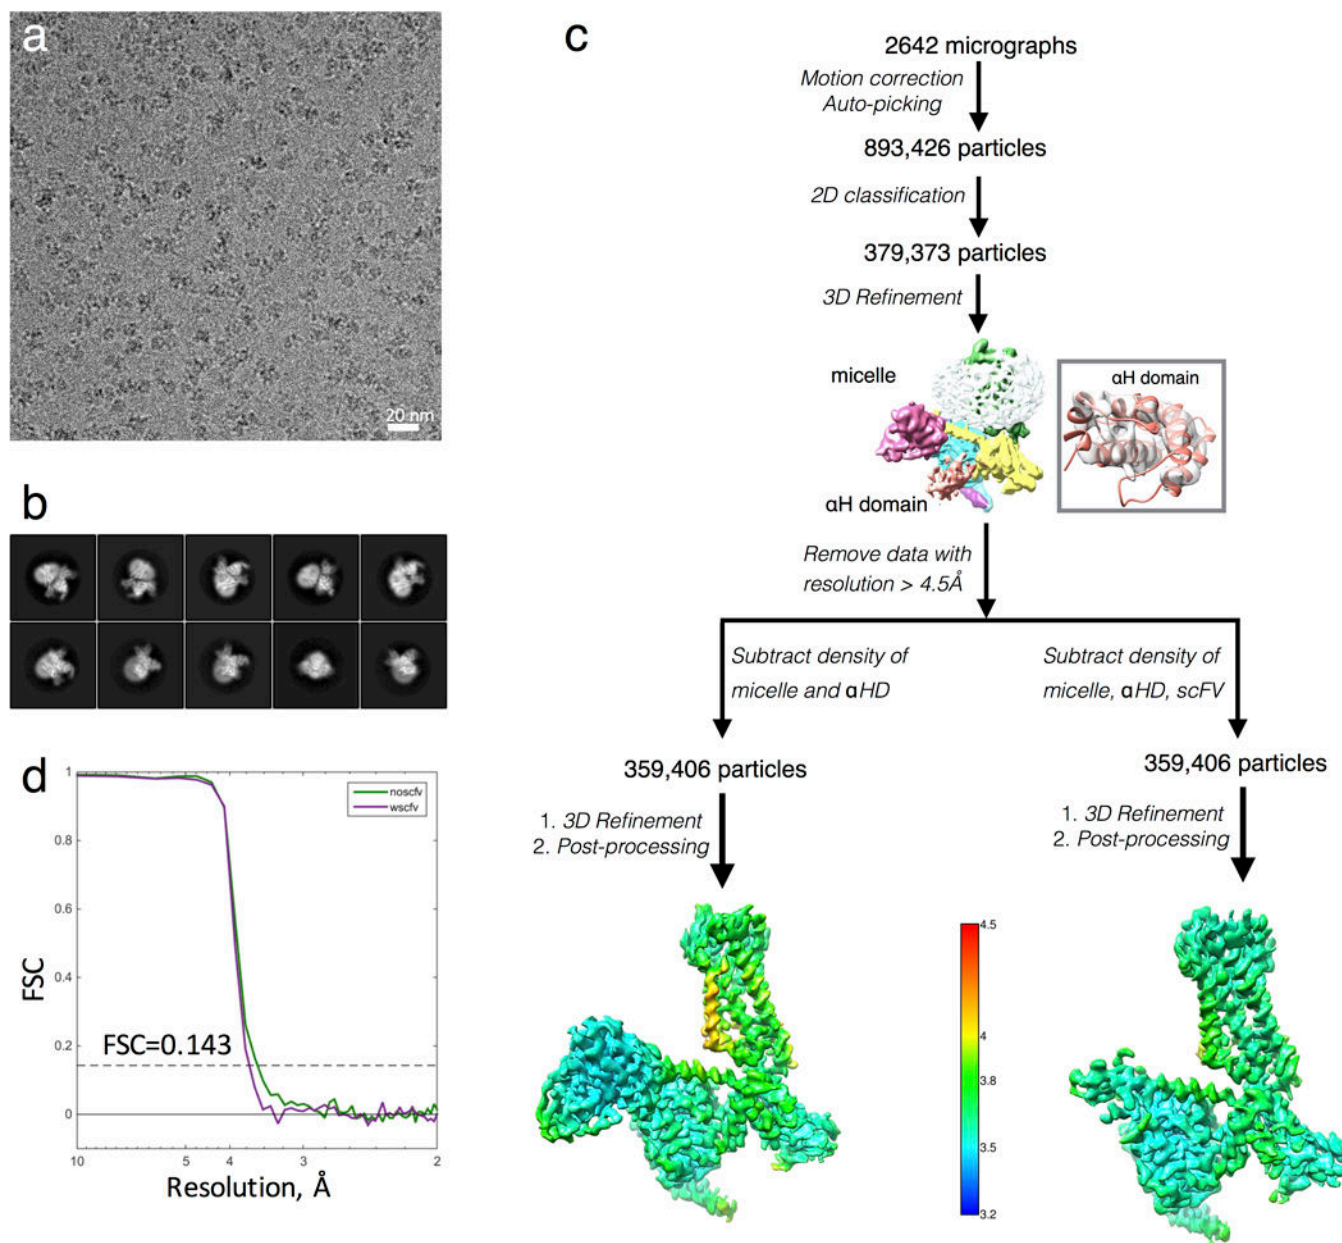 a
20 nm
b
c
2642 micrographs
Motion correction
Auto-picking
893,426 particles
2D classification
379,373 particles
3D Refinement
micelle
αH domain
αH domain
Remove data with
resolution > 4.5Å
Subtract density of
micelle and αHD
Subtract density of
micelle, αHD, scFV
359,406 particles
359,406 particles
1. 3D Refinement
2. Post-processing
1. 3D Refinement
2. Post-processing
4.5
4
3.8
3.5
3.2
d
noscfv
wscfv
1
0.8
0.6
0.4
0.2
0
FSC
FSC=0.143
10
5
4
3
2
Resolution, Å